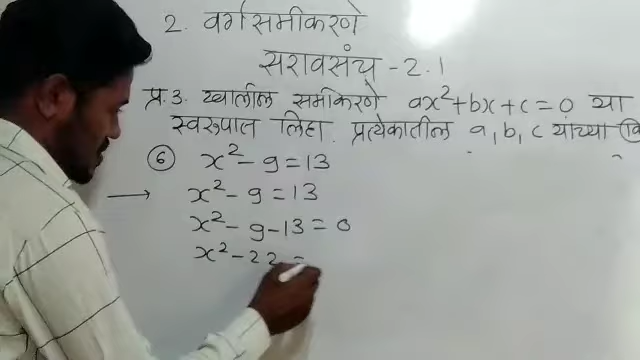 2. वर्गसमीकरणे
सरावसंच - 2.1
प्र.3. खालील समीकरणे ax²+bx+c=0 या
स्वरुपात लिहा. प्रत्येकातील a, b, c यांच्या
⑥ x² - 9 = 13
→ x² - 9 = 13
x² - 9 - 13 = 0
x² - 22 =